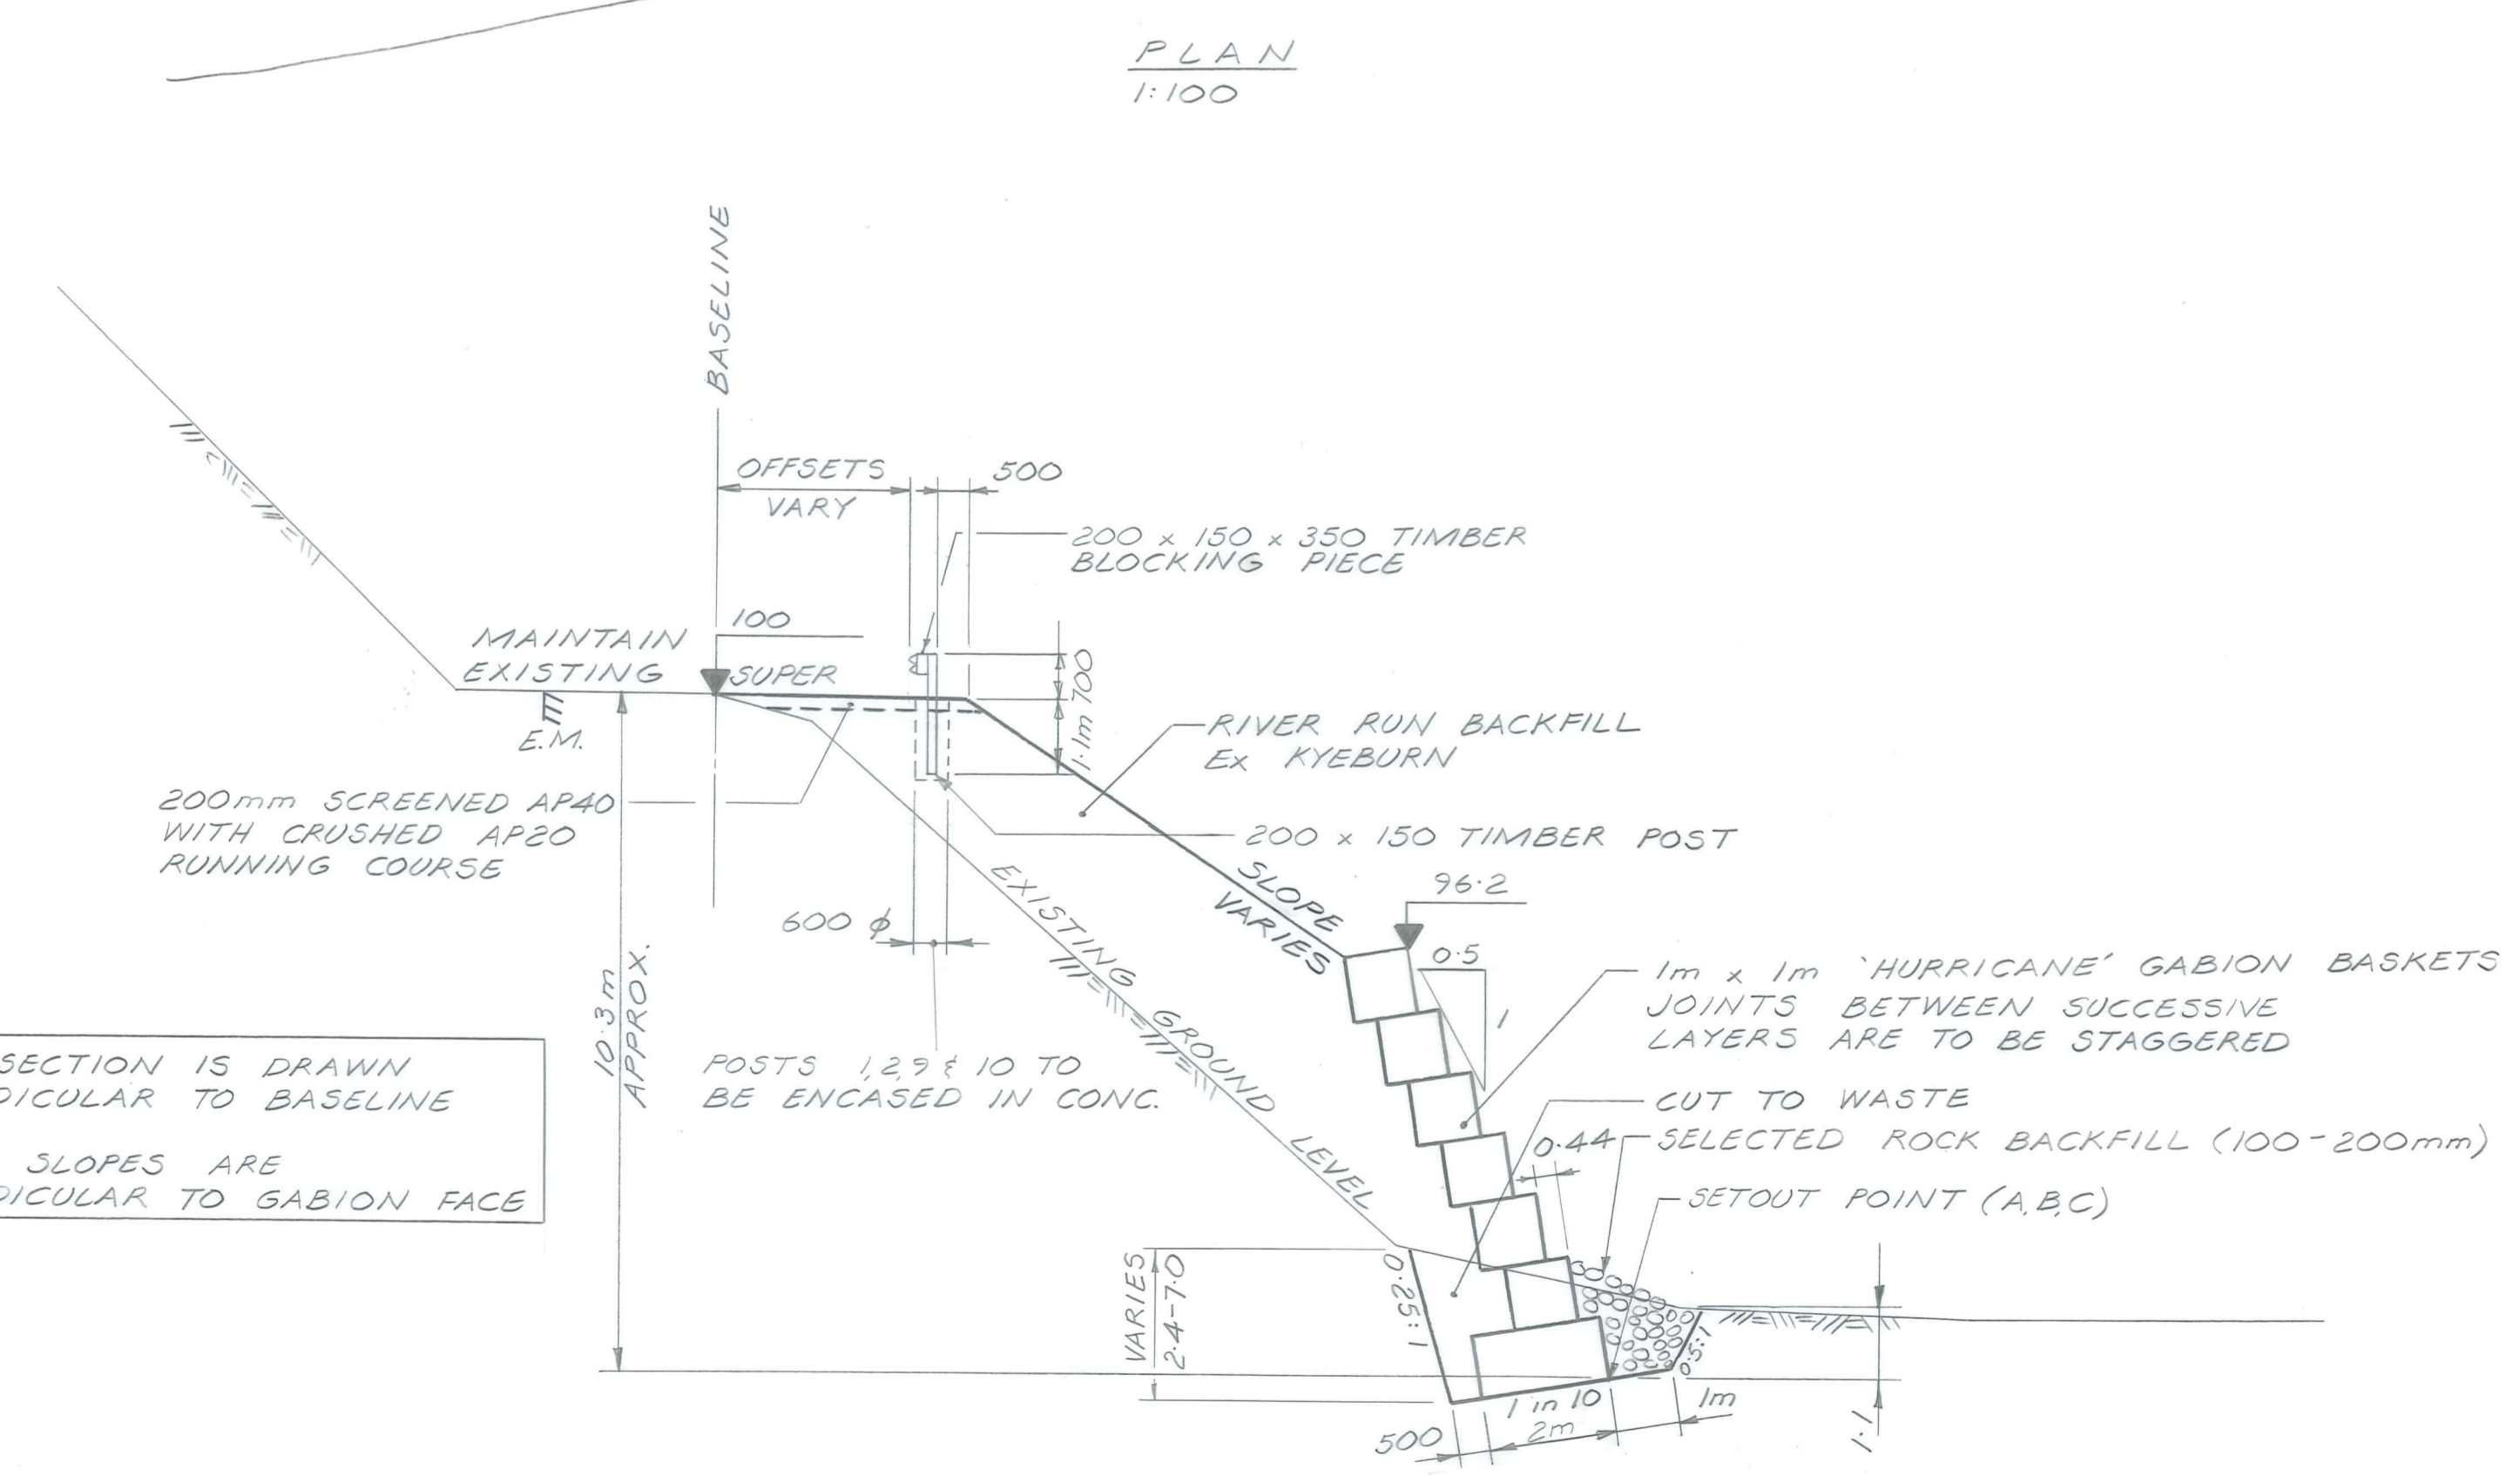 PLAN
1:100
BASELINE
OFFSETS
VARY
500
200 x 150 x 350 TIMBER
BLOCKING PIECE
100
MAINTAIN
EXISTING
SUPER
E.M.
700
1·1m
RIVER RUN BACKFILL
Ex KYEBURN
200mm SCREENED AP40
WITH CRUSHED AP20
RUNNING COURSE
200 x 150 TIMBER POST
600 ϕ
SLOPE
VARIES
96·2
EXISTING GROUND LEVEL
0·5
1
1m x 1m 'HURRICANE' GABION BASKETS
JOINTS BETWEEN SUCCESSIVE
LAYERS ARE TO BE STAGGERED
10·3m
APPROX.
POSTS 1,2,9 & 10 TO
BE ENCASED IN CONC.
SECTION IS DRAWN
DICULAR TO BASELINE
SLOPES ARE
DICULAR TO GABION FACE
CUT TO WASTE
0·44
SELECTED ROCK BACKFILL (100-200mm)
SETOUT POINT (A,B,C)
VARIES
2·4-7·0
0·25:1
0·5:1
1 in 10
500
2m
1m
1·1